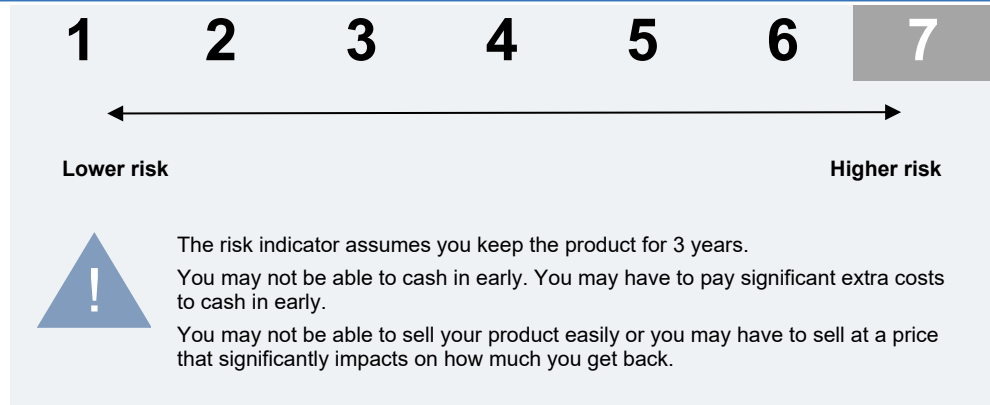 1 2 3 4 5 6 7
Lower risk Higher risk
!
The risk indicator assumes you keep the product for 3 years.
You may not be able to cash in early. You may have to pay significant extra costs
to cash in early.
You may not be able to sell your product easily or you may have to sell at a price
that significantly impacts on how much you get back.